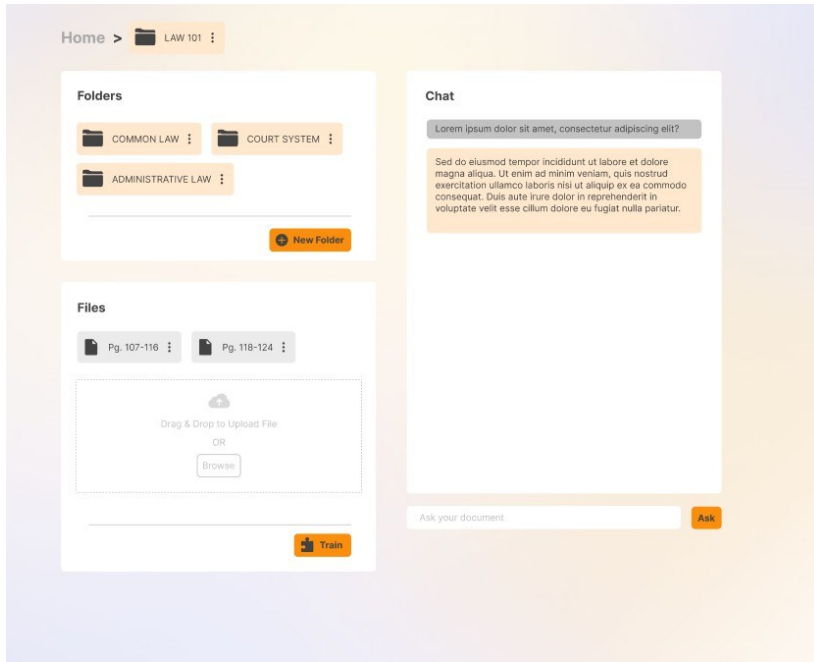 Home > LAW 101
Folders
COMMON LAW
COURT SYSTEM
ADMINISTRATIVE LAW
New Folder
Files
Pg. 107-116
Pg. 118-124
Drag & Drop to Upload File
OR
Browse
Train
Chat
Lorem ipsum dolor sit amet, consectetur adipiscing elit?
Sed do eiusmod tempor incididunt ut labore et dolore
magna aliqua. Ut enim ad minim veniam, quis nostrud
exercitation ullamco laboris nisi ut aliquip ex ea commodo
consequat. Duis aute irure dolor in reprehenderit in
voluptate velit esse cillum dolore eu fugiat nulla pariatur.
Ask your document
Ask